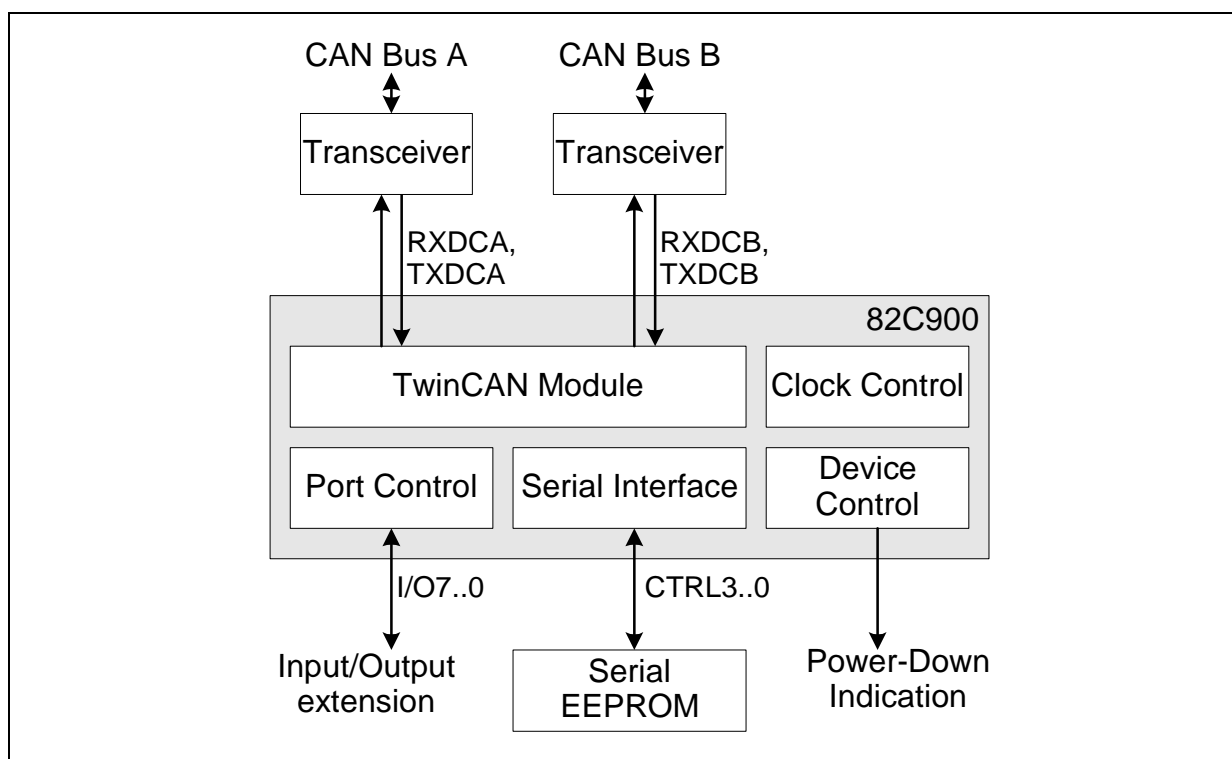 CAN Bus A
CAN Bus B
Transceiver
Transceiver
RXDCA,
TXDCA
RXDCB,
TXDCB
82C900
TwinCAN Module
Clock Control
Port Control
Serial Interface
Device
Control
I/O7..0
CTRL3..0
Input/Output
extension
Serial
EEPROM
Power-Down
Indication